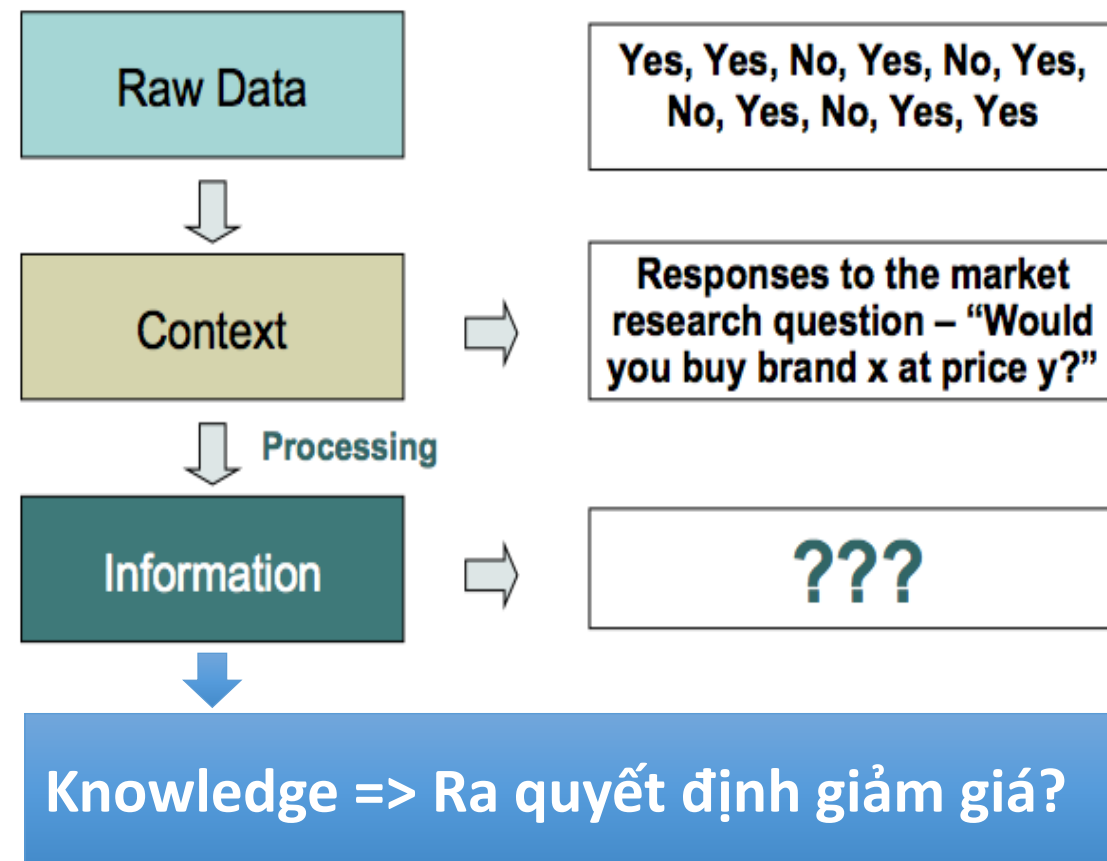 Raw Data
Yes, Yes, No, Yes, No, Yes,
No, Yes, No, Yes, Yes
Context
Responses to the market
research question – “Would
you buy brand x at price y?”
Processing
Information
???
Knowledge => Ra quyết định giảm giá?